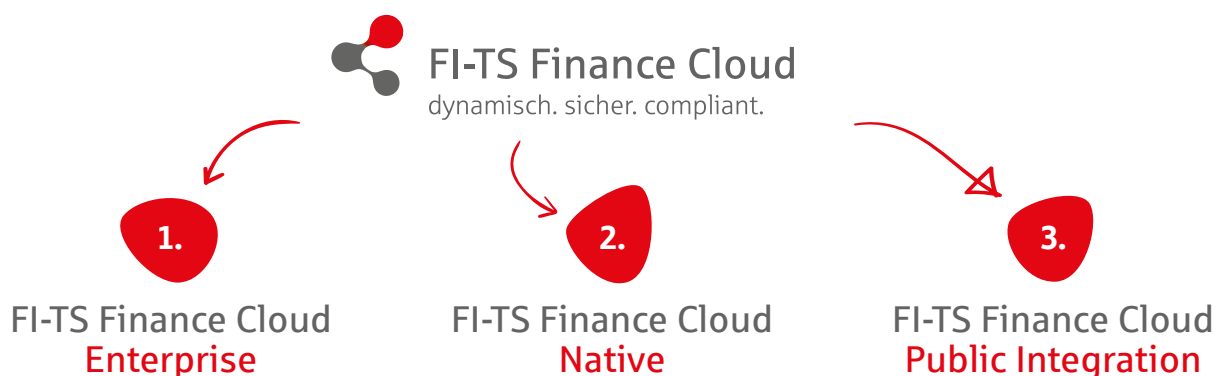 FI-TS Finance Cloud
dynamisch. sicher. compliant.
1.
2.
3.
FI-TS Finance Cloud
Enterprise
FI-TS Finance Cloud
Native
FI-TS Finance Cloud
Public Integration